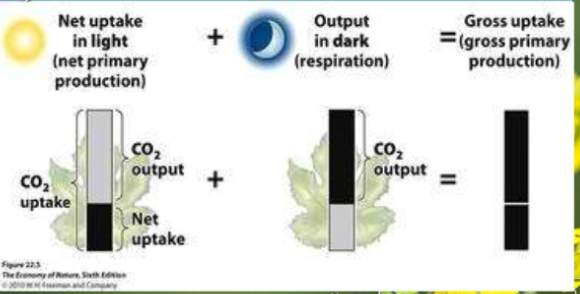 Net uptake
in light
(net primary
production)
+
Output
in dark
(respiration)
=
Gross uptake
(gross primary
production)
CO₂
uptake
CO₂
output
Net
uptake
+
CO₂
output
=
Figure 22.5
The Economy of Nature, Sixth Edition
© 2010 W. H. Freeman and Company